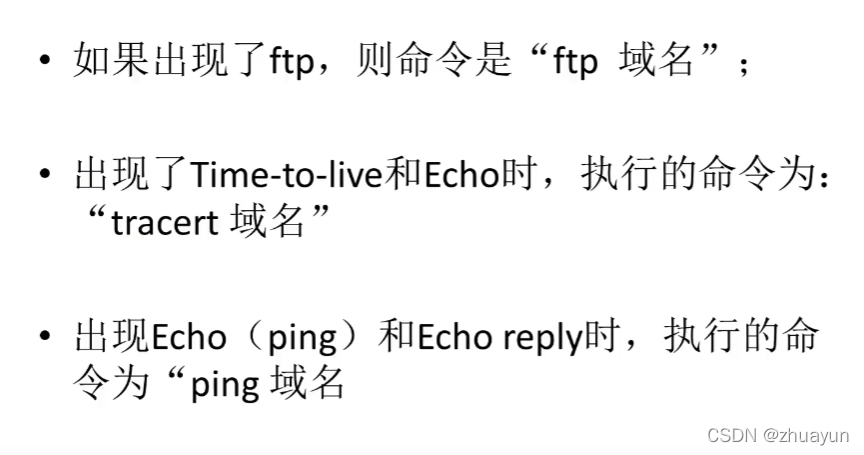 • 如果出现了ftp，则命令是“ftp 域名”；
• 出现了Time-to-live和Echo时，执行的命令为：
“tracert 域名”
• 出现Echo（ping）和Echo reply时，执行的命
令为“ping 域名
CSDN @zhuayun